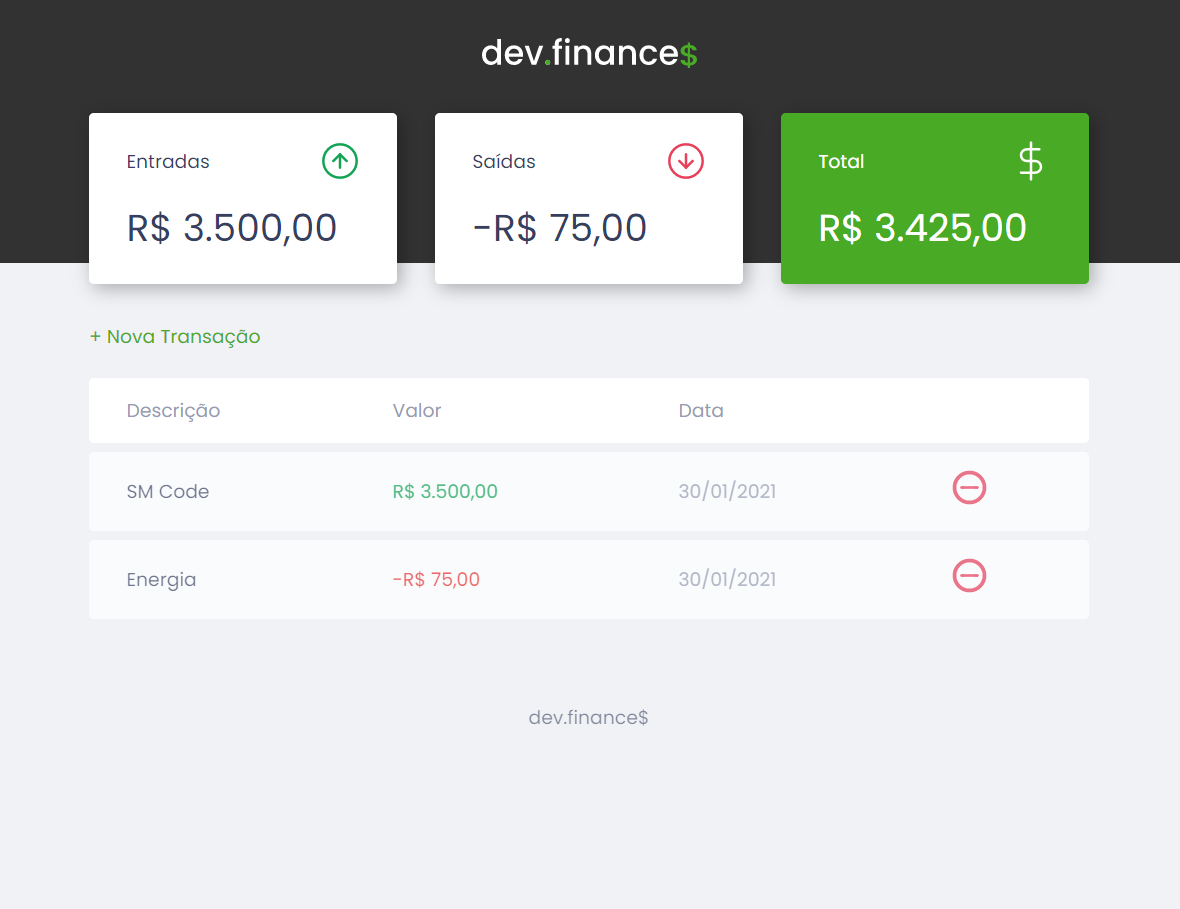 dev.finance$
Entradas
R$ 3.500,00
Saídas
-R$ 75,00
Total
R$ 3.425,00
+ Nova Transação
Descrição Valor Data
SM Code R$ 3.500,00 30/01/2021
Energia -R$ 75,00 30/01/2021
dev.finance$